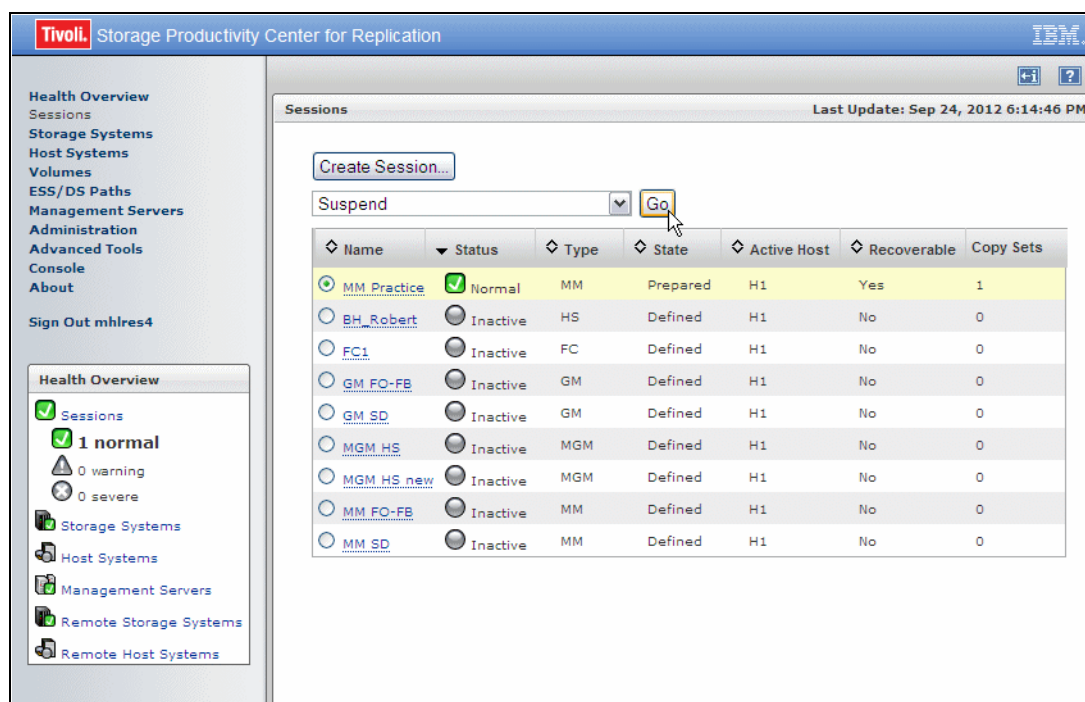 Tivoli. Storage Productivity Center for Replication
IBM.
Health Overview
Sessions
Storage Systems
Host Systems
Volumes
ESS/DS Paths
Management Servers
Administration
Advanced Tools
Console
About
Sign Out mhlres4
Health Overview
Sessions
1 normal
0 warning
0 severe
Storage Systems
Host Systems
Management Servers
Remote Storage Systems
Remote Host Systems
?
Sessions Last Update: Sep 24, 2012 6:14:46 PM
Create Session...
Suspend Go
Name Status Type State Active Host Recoverable Copy Sets
MM Practice Normal MM Prepared H1 Yes 1
BH_Robert Inactive HS Defined H1 No 0
FC1 Inactive FC Defined H1 No 0
GM FO-FB Inactive GM Defined H1 No 0
GM SD Inactive GM Defined H1 No 0
MGM HS Inactive MGM Defined H1 No 0
MGM HS new Inactive MGM Defined H1 No 0
MM FO-FB Inactive MM Defined H1 No 0
MM SD Inactive MM Defined H1 No 0